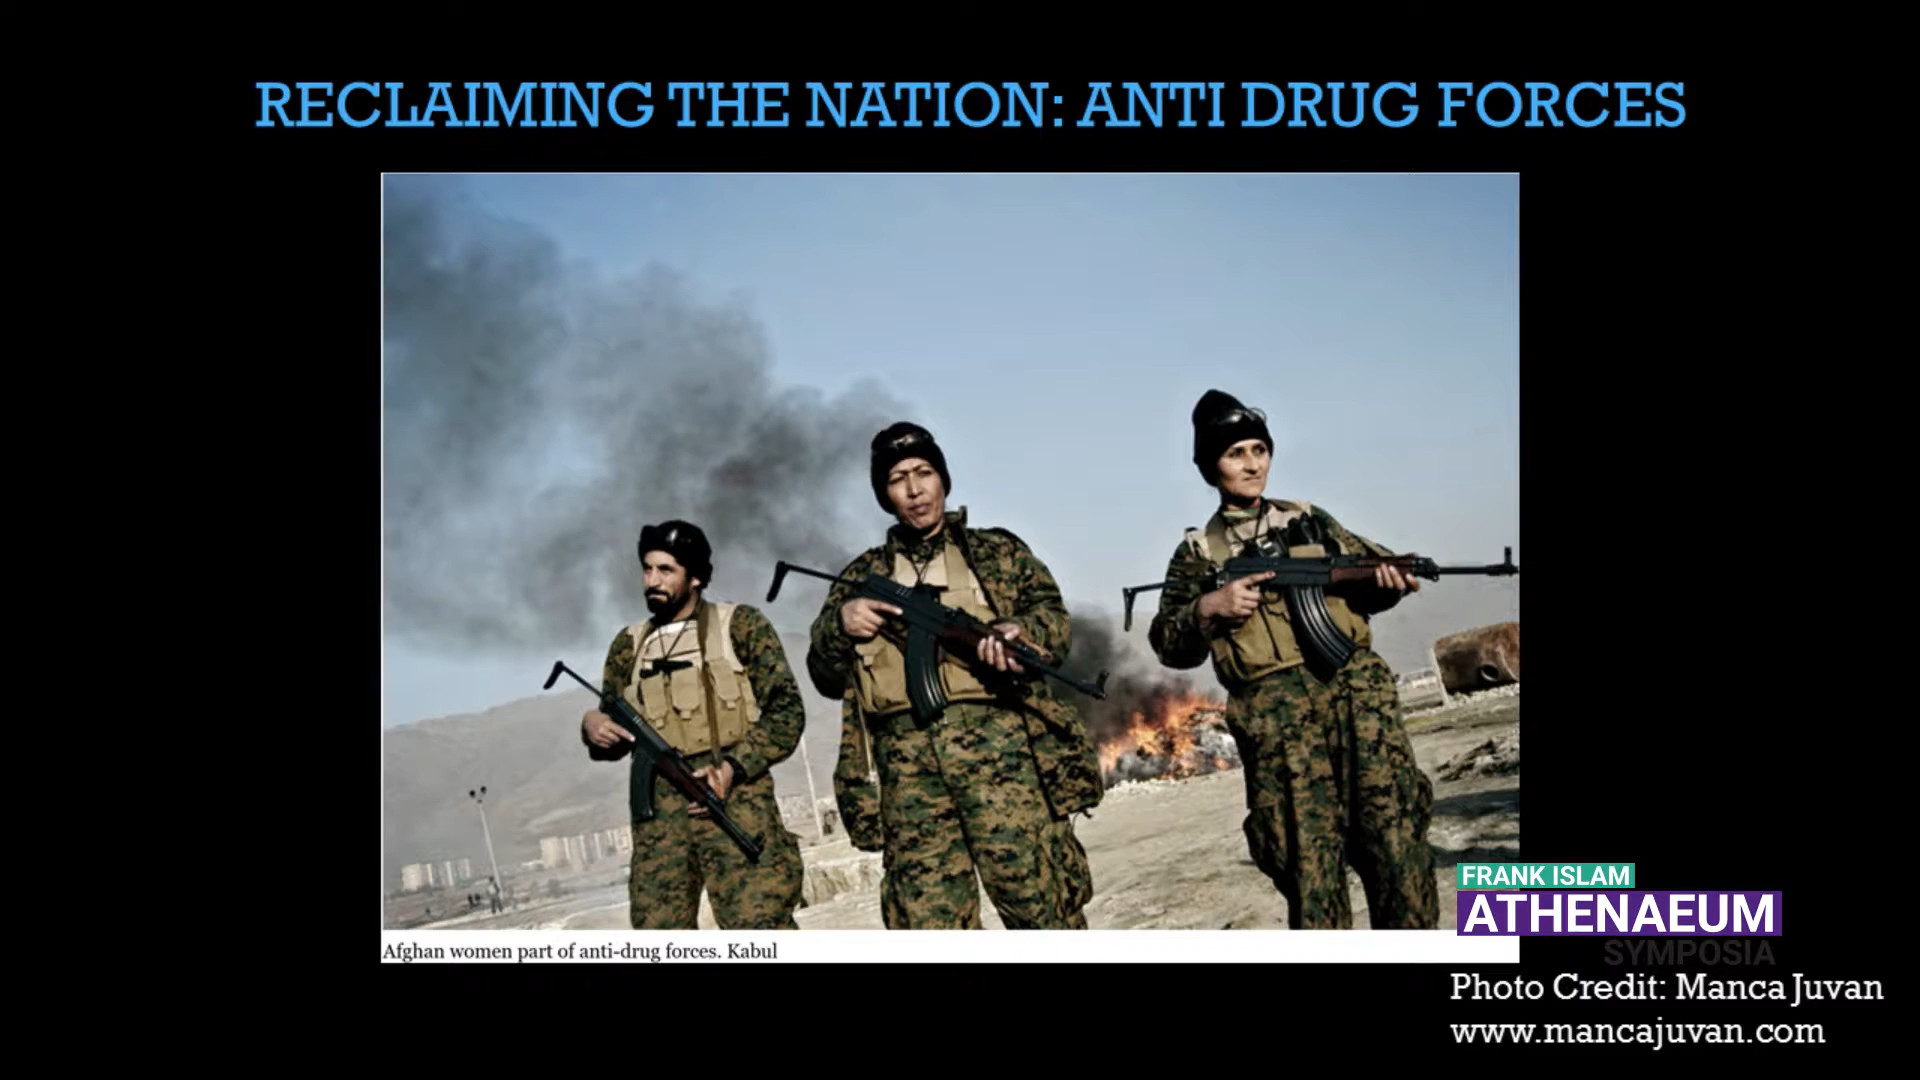 RECLAIMING THE NATION: ANTI DRUG FORCES
Afghan women part of anti-drug forces. Kabul
FRANK ISLAM
ATHENAEUM
SYMPOSIA
Photo Credit: Manca Juvan
www.mancajuvan.com